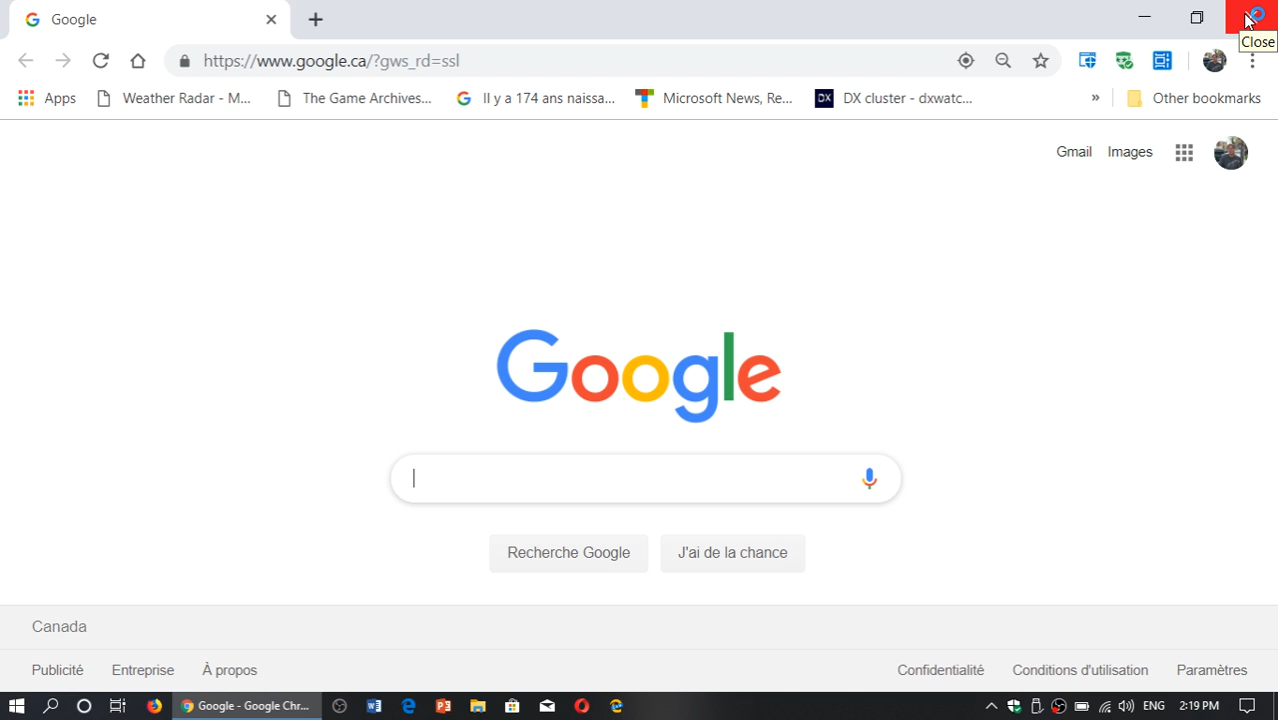 Google
Close
https://www.google.ca/?gws_rd=ssl
Apps
Weather Radar - M...
The Game Archives...
Il y a 174 ans naissa...
Microsoft News, Re...
DX
DX cluster - dxwatc...
»
Other bookmarks
Gmail
Images
Google
Recherche Google
J'ai de la chance
Canada
Publicité
Entreprise
À propos
Confidentialité
Conditions d'utilisation
Paramètres
Google - Google Chr...
ENG
2:19 PM